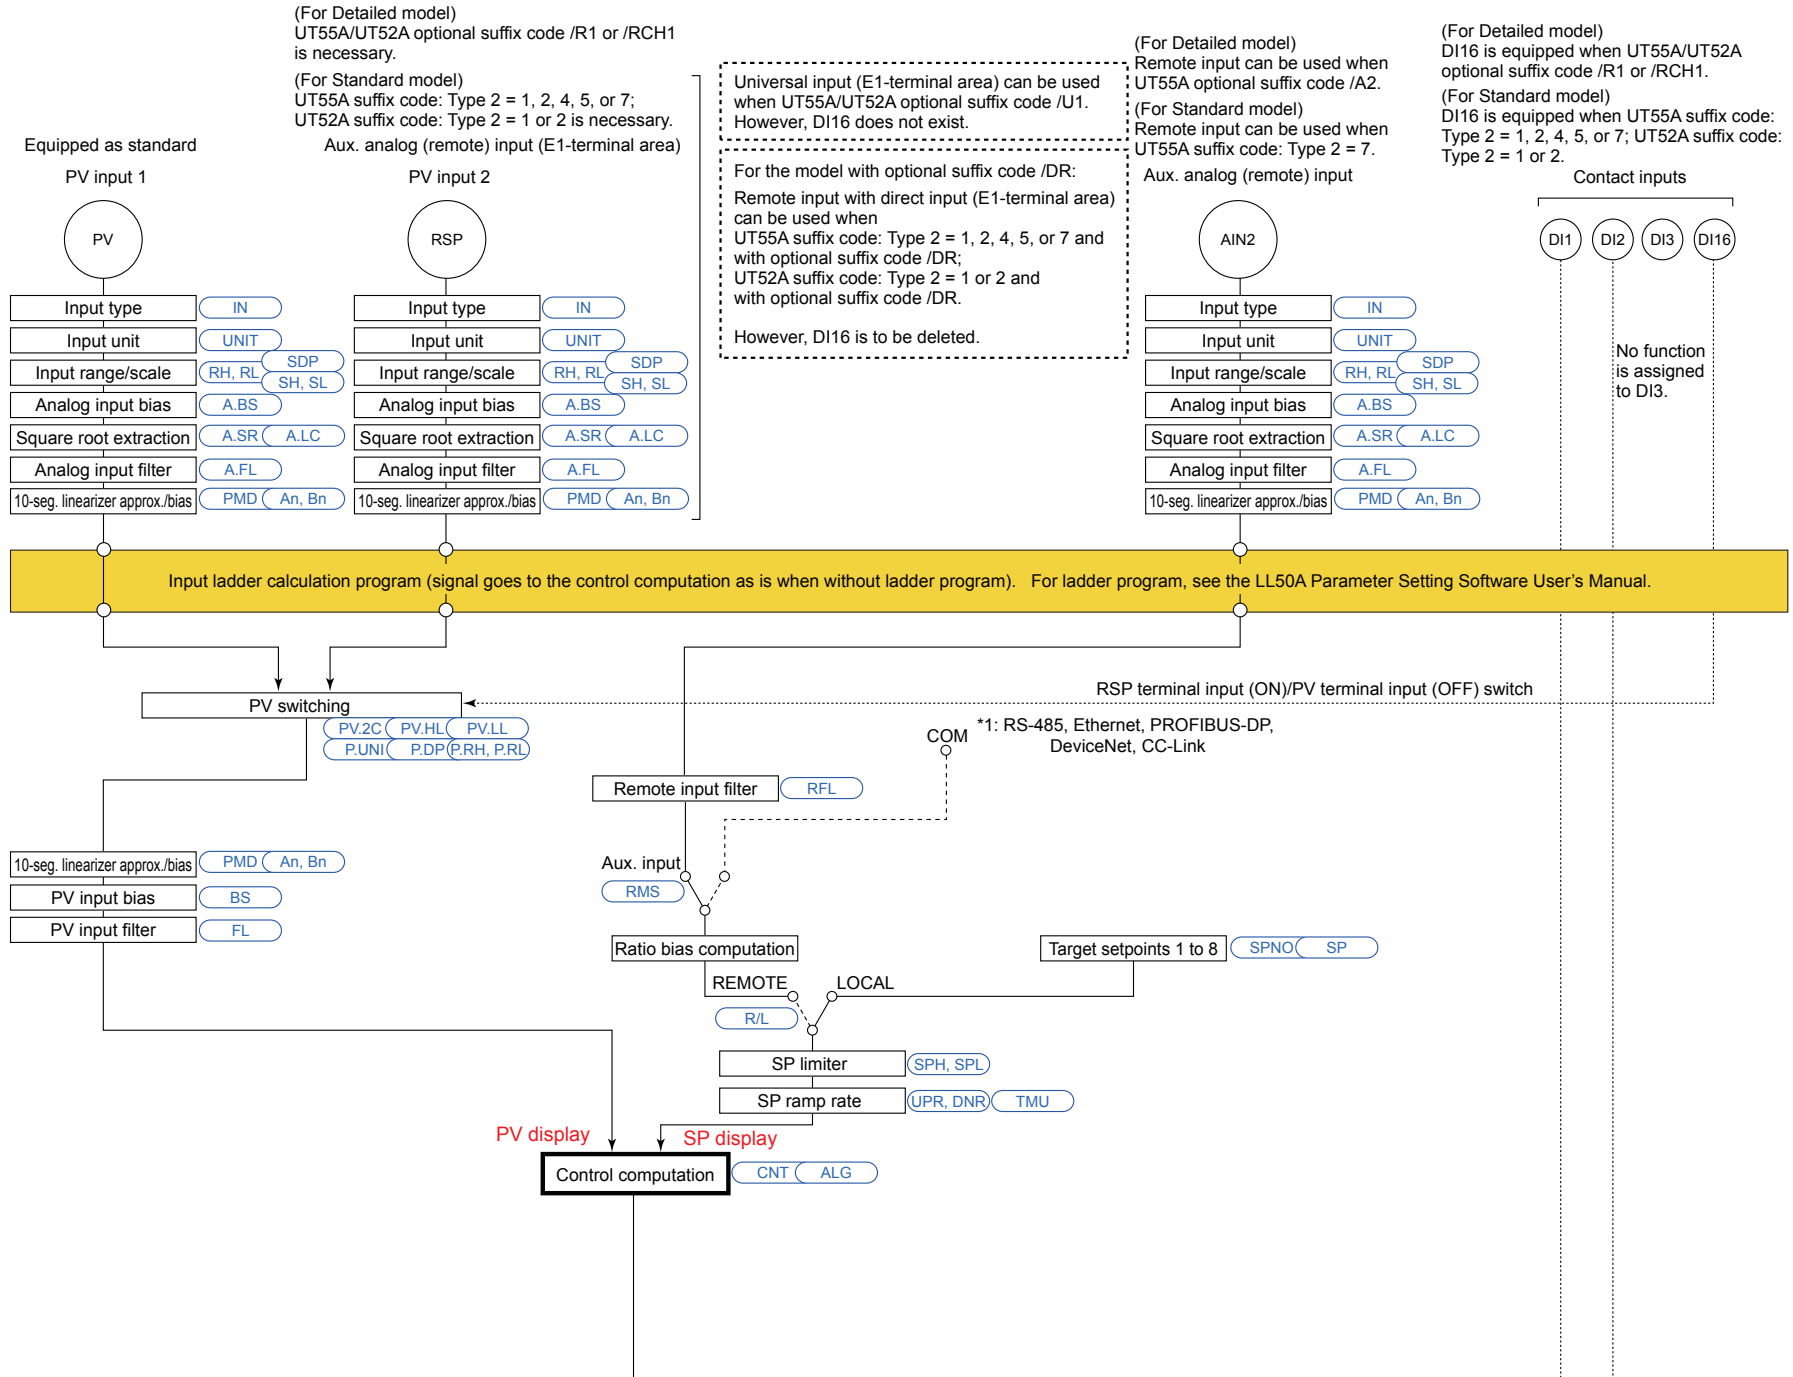 (For Detailed model)
UT55A/UT52A optional suffix code /R1 or /RCH1
is necessary.
(For Standard model)
UT55A suffix code: Type 2 = 1, 2, 4, 5, or 7;
UT52A suffix code: Type 2 = 1 or 2 is necessary.
Equipped as standard
Aux. analog (remote) input (E1-terminal area)
PV input 1
PV input 2
Universal input (E1-terminal area) can be used
when UT55A/UT52A optional suffix code /U1.
However, DI16 does not exist.
For the model with optional suffix code /DR:
Remote input with direct input (E1-terminal area)
can be used when
UT55A suffix code: Type 2 = 1, 2, 4, 5, or 7 and
with optional suffix code /DR;
UT52A suffix code: Type 2 = 1 or 2 and
with optional suffix code /DR.
However, DI16 is to be deleted.
(For Detailed model)
Remote input can be used when
UT55A optional suffix code /A2.
(For Standard model)
Remote input can be used when
UT55A suffix code: Type 2 = 7.
Aux. analog (remote) input
(For Detailed model)
DI16 is equipped when UT55A/UT52A
optional suffix code /R1 or /RCH1.
(For Standard model)
DI16 is equipped when UT55A suffix code:
Type 2 = 1, 2, 4, 5, or 7; UT52A suffix code:
Type 2 = 1 or 2.
Contact inputs
PV
RSP
AIN2
DI1
DI2
DI3
DI16
Input type IN
Input unit UNIT
Input range/scale RH, RL SDP SH, SL
Analog input bias A.BS
Square root extraction A.SR A.LC
Analog input filter A.FL
10-seg. linearizer approx./bias PMD An, Bn
Input type IN
Input unit UNIT
Input range/scale RH, RL SDP SH, SL
Analog input bias A.BS
Square root extraction A.SR A.LC
Analog input filter A.FL
10-seg. linearizer approx./bias PMD An, Bn
Input type IN
Input unit UNIT
Input range/scale RH, RL SDP SH, SL
Analog input bias A.BS
Square root extraction A.SR A.LC
Analog input filter A.FL
10-seg. linearizer approx./bias PMD An, Bn
No function
is assigned
to DI3.
Input ladder calculation program (signal goes to the control computation as is when without ladder program). For ladder program, see the LL50A Parameter Setting Software User's Manual.
RSP terminal input (ON)/PV terminal input (OFF) switch
PV switching
PV.2C PV.HL PV.LL
P.UNI P.DP P.RH, P.RL
COM
*1: RS-485, Ethernet, PROFIBUS-DP,
DeviceNet, CC-Link
Remote input filter RFL
10-seg. linearizer approx./bias PMD An, Bn
PV input bias BS
PV input filter FL
Aux. input
RMS
Ratio bias computation
Target setpoints 1 to 8 SPNO SP
REMOTE
LOCAL
R/L
SP limiter SPH, SPL
SP ramp rate UPR, DNR TMU
PV display
SP display
Control computation CNT ALG